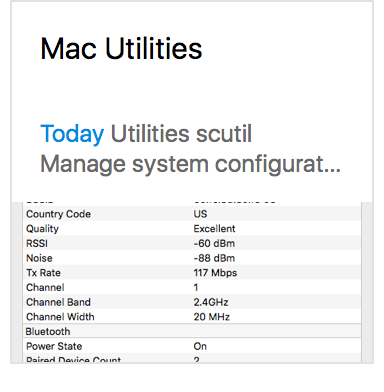 Mac Utilities
Today Utilities scutil
Manage system configurat...
Country Code US
Quality Excellent
RSSI -60 dBm
Noise -88 dBm
Tx Rate 117 Mbps
Channel 1
Channel Band 2.4GHz
Channel Width 20 MHz
Bluetooth
Power State On
Paired Device Count 2